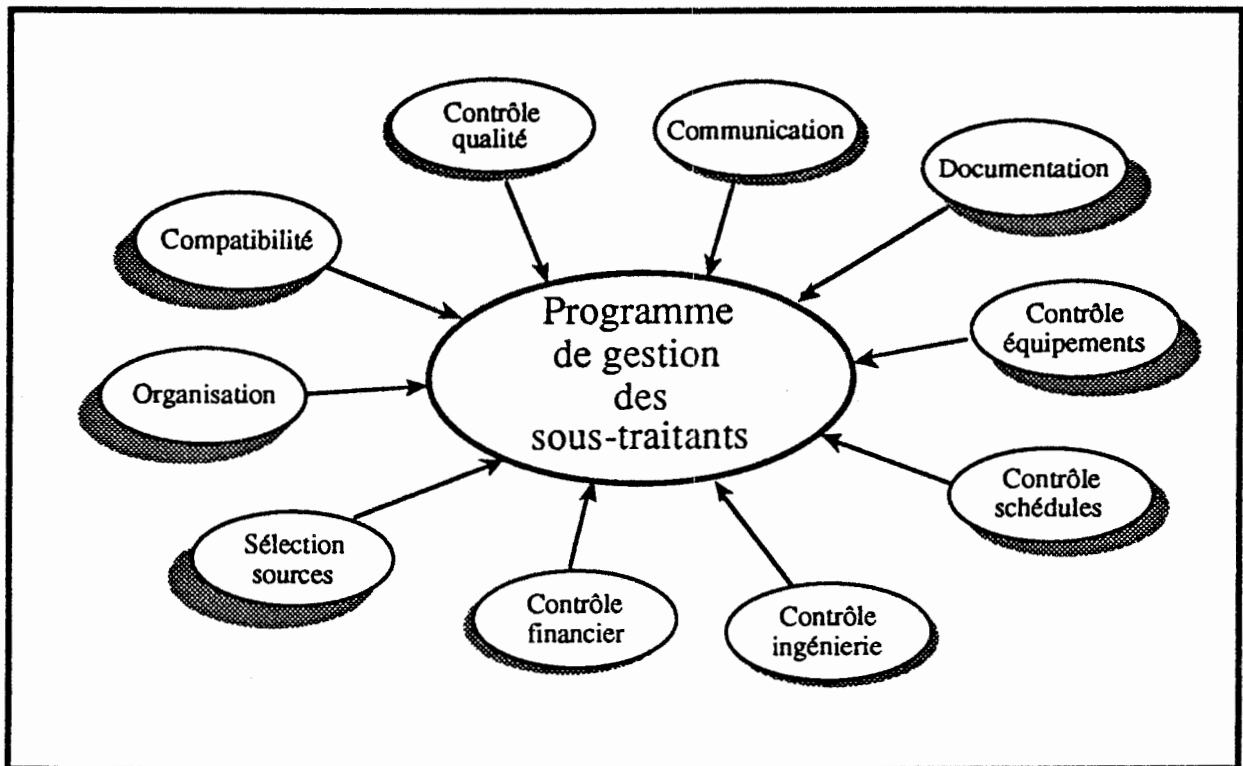 Contrôle
qualité
Communication
Documentation
Compatibilité
Contrôle
équipements
Programme
de gestion
des
sous-traitants
Organisation
Contrôle
schédules
Sélection
sources
Contrôle
financier
Contrôle
ingénierie